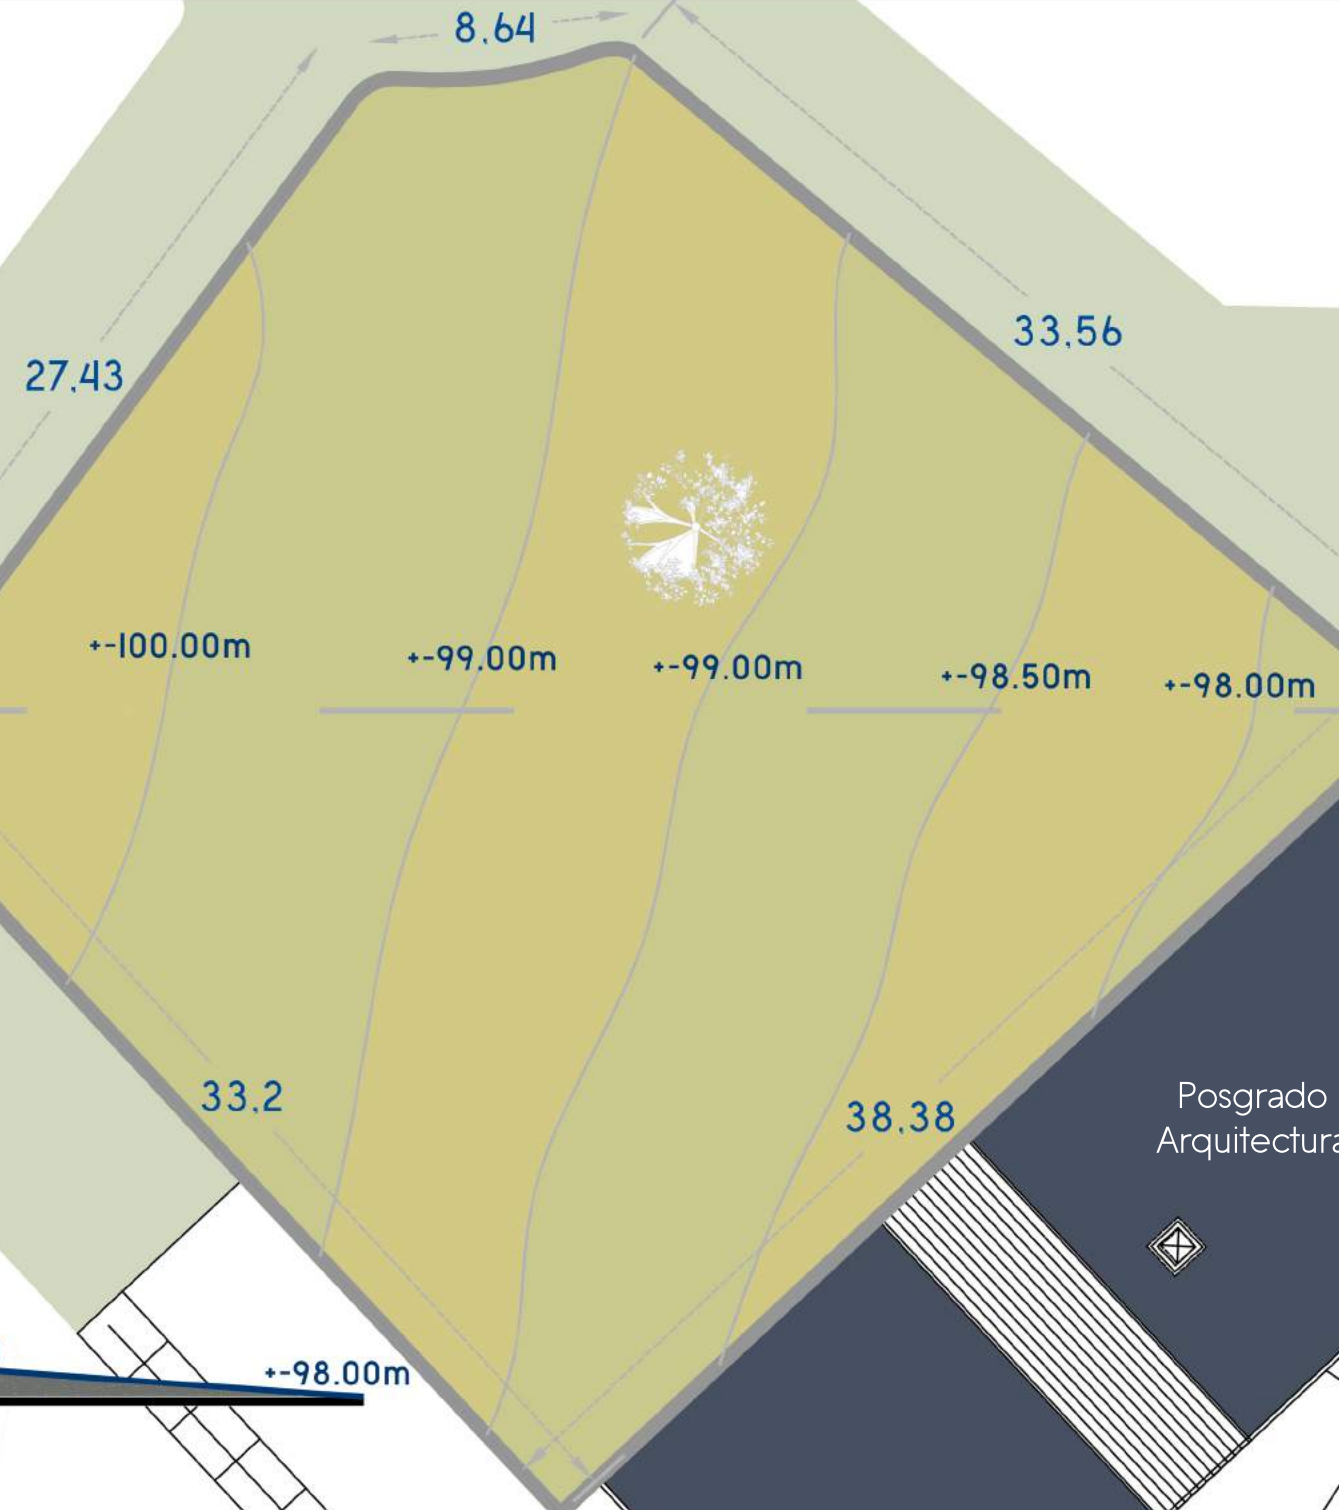 8,64
33,56
27,43
+-100.00m
+-99.00m
+-99.00m
+-98.50m
+-98.00m
33,2
38,38
Posgrado
Arquitectura
+-98.00m